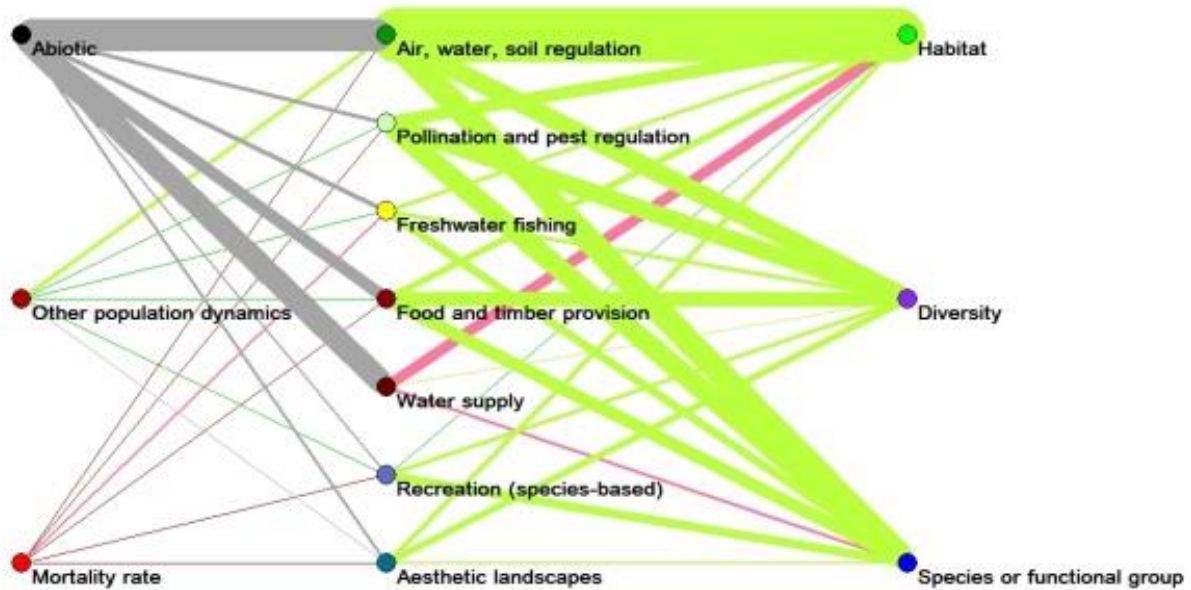 Abiotic
Air, water, soil regulation
Habitat
Pollination and pest regulation
Freshwater fishing
Other population dynamics
Food and timber provision
Diversity
Water supply
Recreation (species-based)
Mortality rate
Aesthetic landscapes
Species or functional group